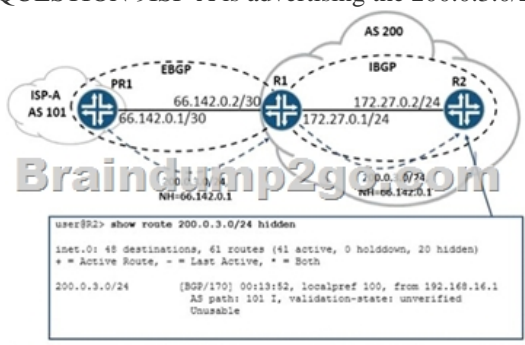 QUESTION 9ISP-A is advertising the 200.0.3.0/
AS 200
EBGP
IBGP
ISP-A
AS 101
PR1
R1
R2
66.142.0.2/30
172.27.0.2/24
66.142.0.1/30
172.27.0.1/24
Braindump2go.com
NH=66.142.0.1
NH=66.142.0.1
user@R2> show route 200.0.3.0/24 hidden
inet.0: 48 destinations, 61 routes (41 active, 0 holddown, 20 hidden)
+ = Active Route, - = Last Active, * = Both
200.0.3.0/24 [BGP/170] 00:13:52, localpref 100, from 192.168.16.1
AS path: 101 I, validation-state: unverified
Unusable